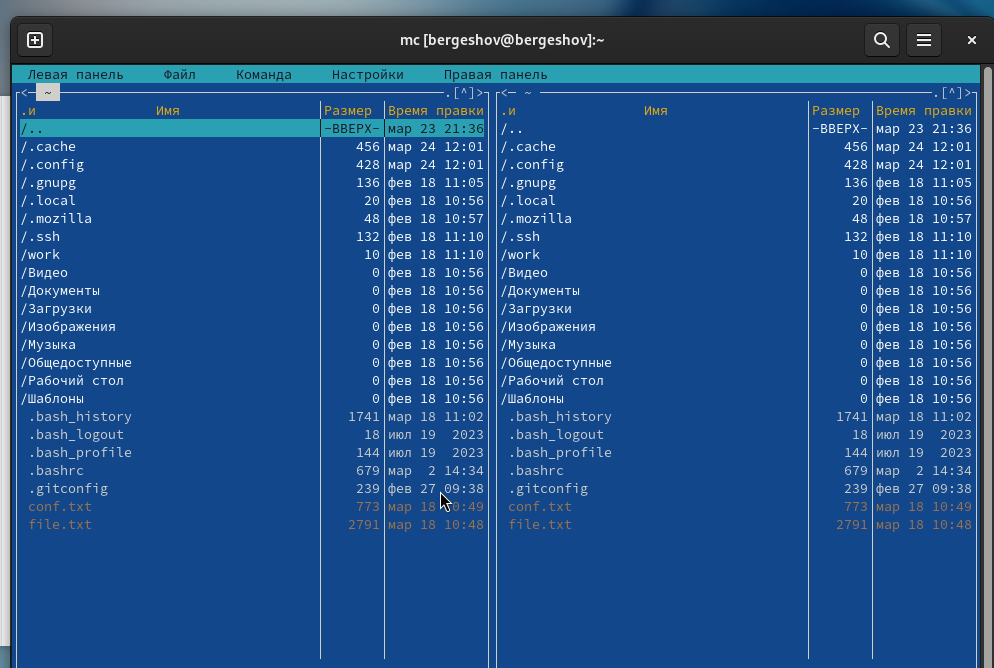 mc [bergeshov@bergeshov]:~
Левая панель Файл Команда Настройки Правая панель
<─ ~ .[^]> <─ ~ .[^]>
.и Имя Размер Время правки .и Имя Размер Время правки
/.. -ВВЕРХ- мар 23 21:36 /.. -ВВЕРХ- мар 23 21:36
/.cache 456 мар 24 12:01 /.cache 456 мар 24 12:01
/.config 428 мар 24 12:01 /.config 428 мар 24 12:01
/.gnupg 136 фев 18 11:05 /.gnupg 136 фев 18 11:05
/.local 20 фев 18 10:56 /.local 20 фев 18 10:56
/.mozilla 48 фев 18 10:57 /.mozilla 48 фев 18 10:57
/.ssh 132 фев 18 11:10 /.ssh 132 фев 18 11:10
/work 10 фев 18 11:10 /work 10 фев 18 11:10
/Видео 0 фев 18 10:56 /Видео 0 фев 18 10:56
/Документы 0 фев 18 10:56 /Документы 0 фев 18 10:56
/Загрузки 0 фев 18 10:56 /Загрузки 0 фев 18 10:56
/Изображения 0 фев 18 10:56 /Изображения 0 фев 18 10:56
/Музыка 0 фев 18 10:56 /Музыка 0 фев 18 10:56
/Общедоступные 0 фев 18 10:56 /Общедоступные 0 фев 18 10:56
/Рабочий стол 0 фев 18 10:56 /Рабочий стол 0 фев 18 10:56
/Шаблоны 0 фев 18 10:56 /Шаблоны 0 фев 18 10:56
.bash_history 1741 мар 18 11:02 .bash_history 1741 мар 18 11:02
.bash_logout 18 июл 19 2023 .bash_logout 18 июл 19 2023
.bash_profile 144 июл 19 2023 .bash_profile 144 июл 19 2023
.bashrc 679 мар 2 14:34 .bashrc 679 мар 2 14:34
.gitconfig 239 фев 27 09:38 .gitconfig 239 фев 27 09:38
conf.txt 773 мар 18 10:49 conf.txt 773 мар 18 10:49
file.txt 2791 мар 18 10:48 file.txt 2791 мар 18 10:48